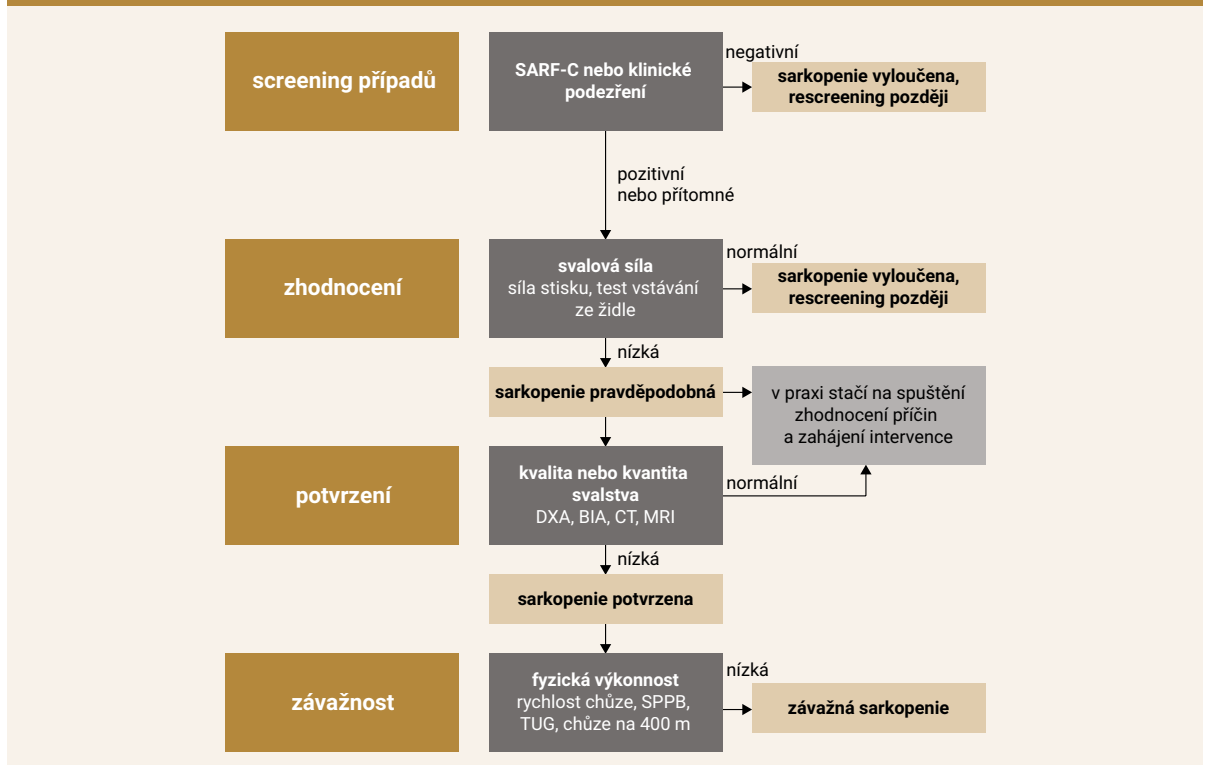 screening případů
SARF-C nebo klinické
podezření
negativní
sarkopenie vyloučena,
rescreening později
pozitivní
nebo přítomné
zhodnocení
svalová síla
síla stisku, test vstávání
ze židle
normální
sarkopenie vyloučena,
rescreening později
nízká
sarkopenie pravděpodobná
v praxi stačí na spuštění
zhodnocení příčin
a zahájení intervence
potvrzení
kvalita nebo kvantita
svalstva
DXA, BIA, CT, MRI
normální
nízká
sarkopenie potvrzena
závažnost
fyzická výkonnost
rychlost chůze, SPPB,
TUG, chůze na 400 m
nízká
závažná sarkopenie